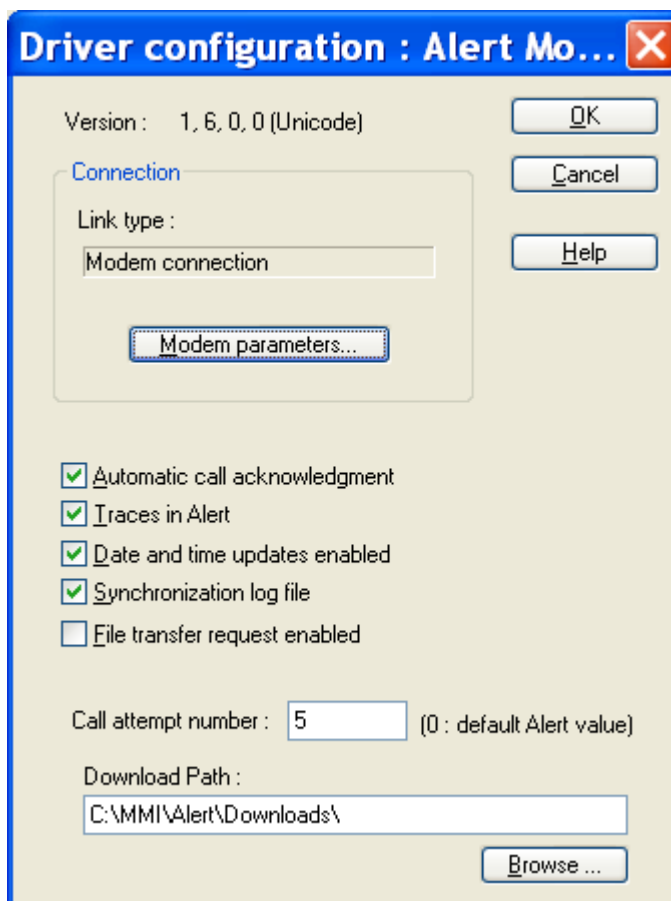 Driver configuration : Alert Mo...
Version : 1, 6, 0, 0 (Unicode)
OK
Connection
Cancel
Link type :
Modem connection
Help
Modem parameters...
Automatic call acknowledgment
Traces in Alert
Date and time updates enabled
Synchronization log file
File transfer request enabled
Call attempt number : 5 (0 : default Alert value)
Download Path :
C:\MMI\Alert\Downloads\
Browse ...